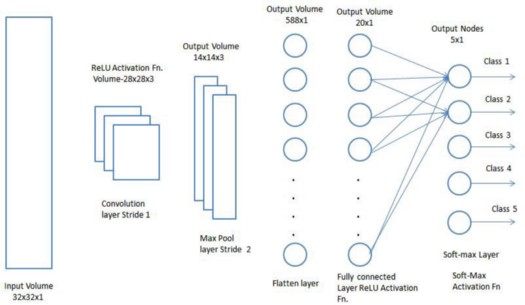 Output Volume
588x1
Output Volume
20x1
Output Nodes
5x1
ReLU Activation Fn.
Volume-28x28x3
Output Volume
14x14x3
Class 1
Class 2
Class 3
Class 4
Class 5
Convolution
layer Stride 1
Max Pool
layer Stride 2
Input Volume
32x32x1
Flatten layer
Fully connected
Layer ReLU Activation
Fn.
Soft-max Layer
Soft-Max
Activation Fn